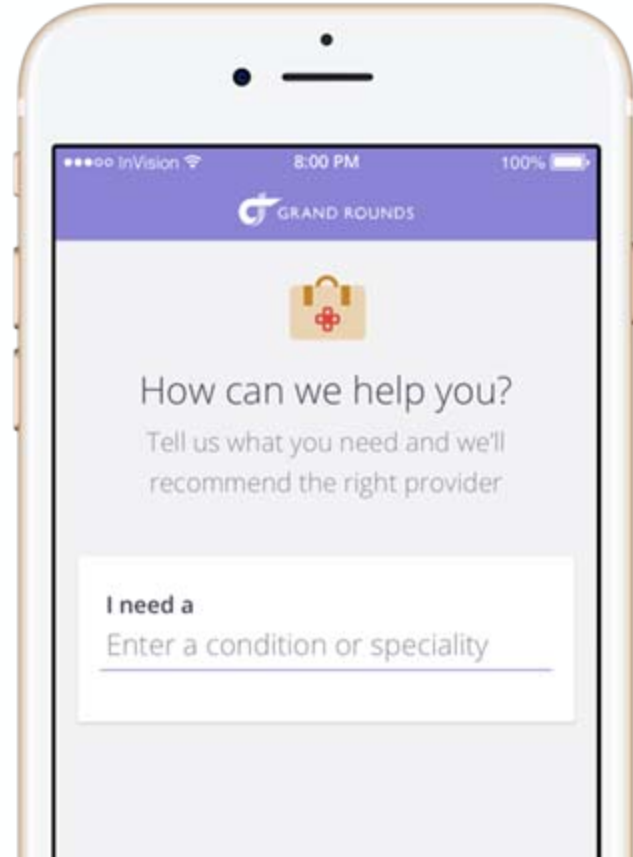 InVision 8:00 PM 100%
GRAND ROUNDS
How can we help you?
Tell us what you need and we'll
recommend the right provider
I need a
Enter a condition or speciality